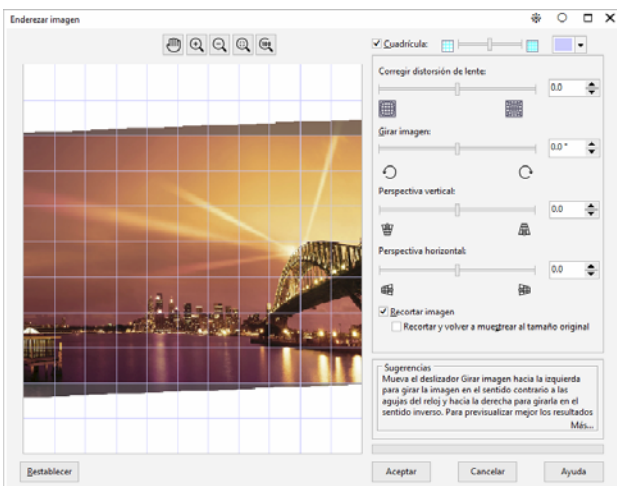 Enderezar imagen
Cuadrícula:
Corregir distorsión de lente:
0.0
Girar imagen:
0.0 °
Perspectiva vertical:
0.0
Perspectiva horizontal:
0.0
Recortar imagen
Recortar y volver a muestrear al tamaño original
Sugerencias
Mueva el deslizador Girar imagen hacia la izquierda
para girar la imagen en el sentido contrario a las
agujas del reloj y hacia la derecha para girarla en el
sentido inverso. Para previsualizar mejor los resultados
Más...
Restablecer
Aceptar
Cancelar
Ayuda